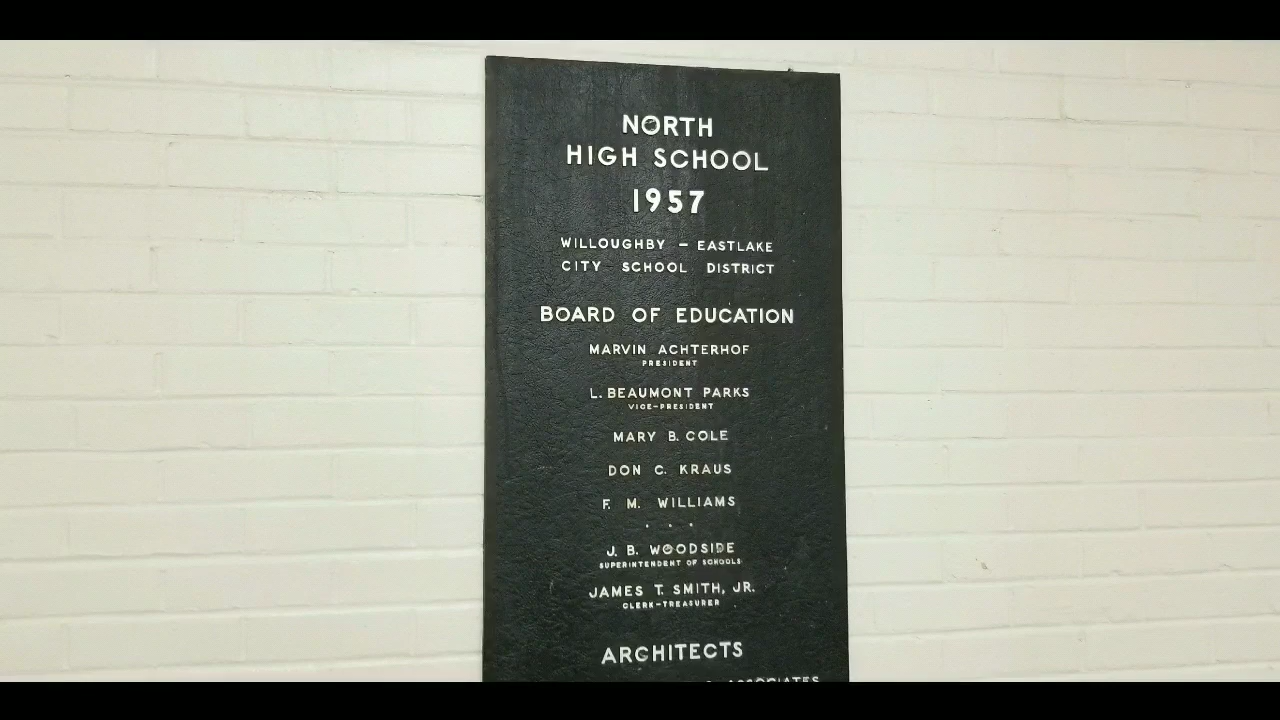 NORTH
HIGH SCHOOL
1957
WILLOUGHBY – EASTLAKE
CITY SCHOOL DISTRICT
BOARD OF EDUCATION
MARVIN ACHTERHOF
PRESIDENT
L. BEAUMONT PARKS
VICE-PRESIDENT
MARY B. COLE
DON C. KRAUS
F. M. WILLIAMS
. . .
J. B. WOODSIDE
SUPERINTENDENT OF SCHOOLS
JAMES T. SMITH, JR.
CLERK-TREASURER
ARCHITECTS
ASSOCIATES